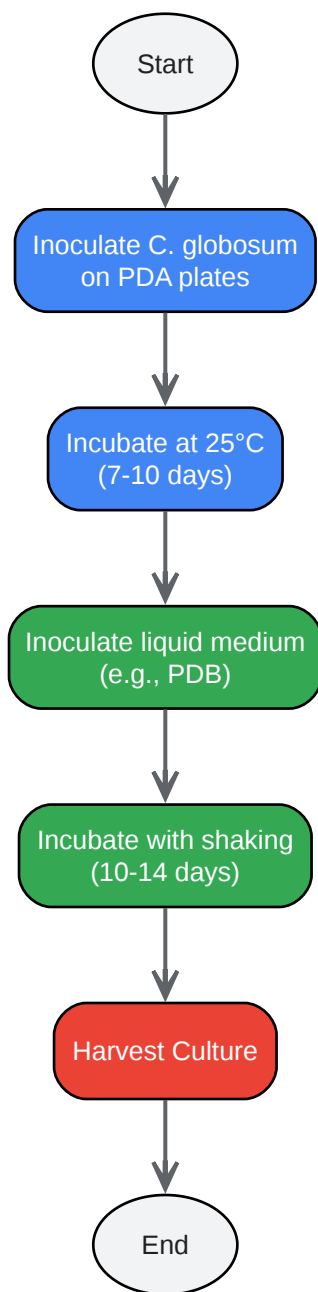 Start
Inoculate C. globosum
on PDA plates
Incubate at 25°C
(7-10 days)
Inoculate liquid medium
(e.g., PDB)
Incubate with shaking
(10-14 days)
Harvest Culture
End